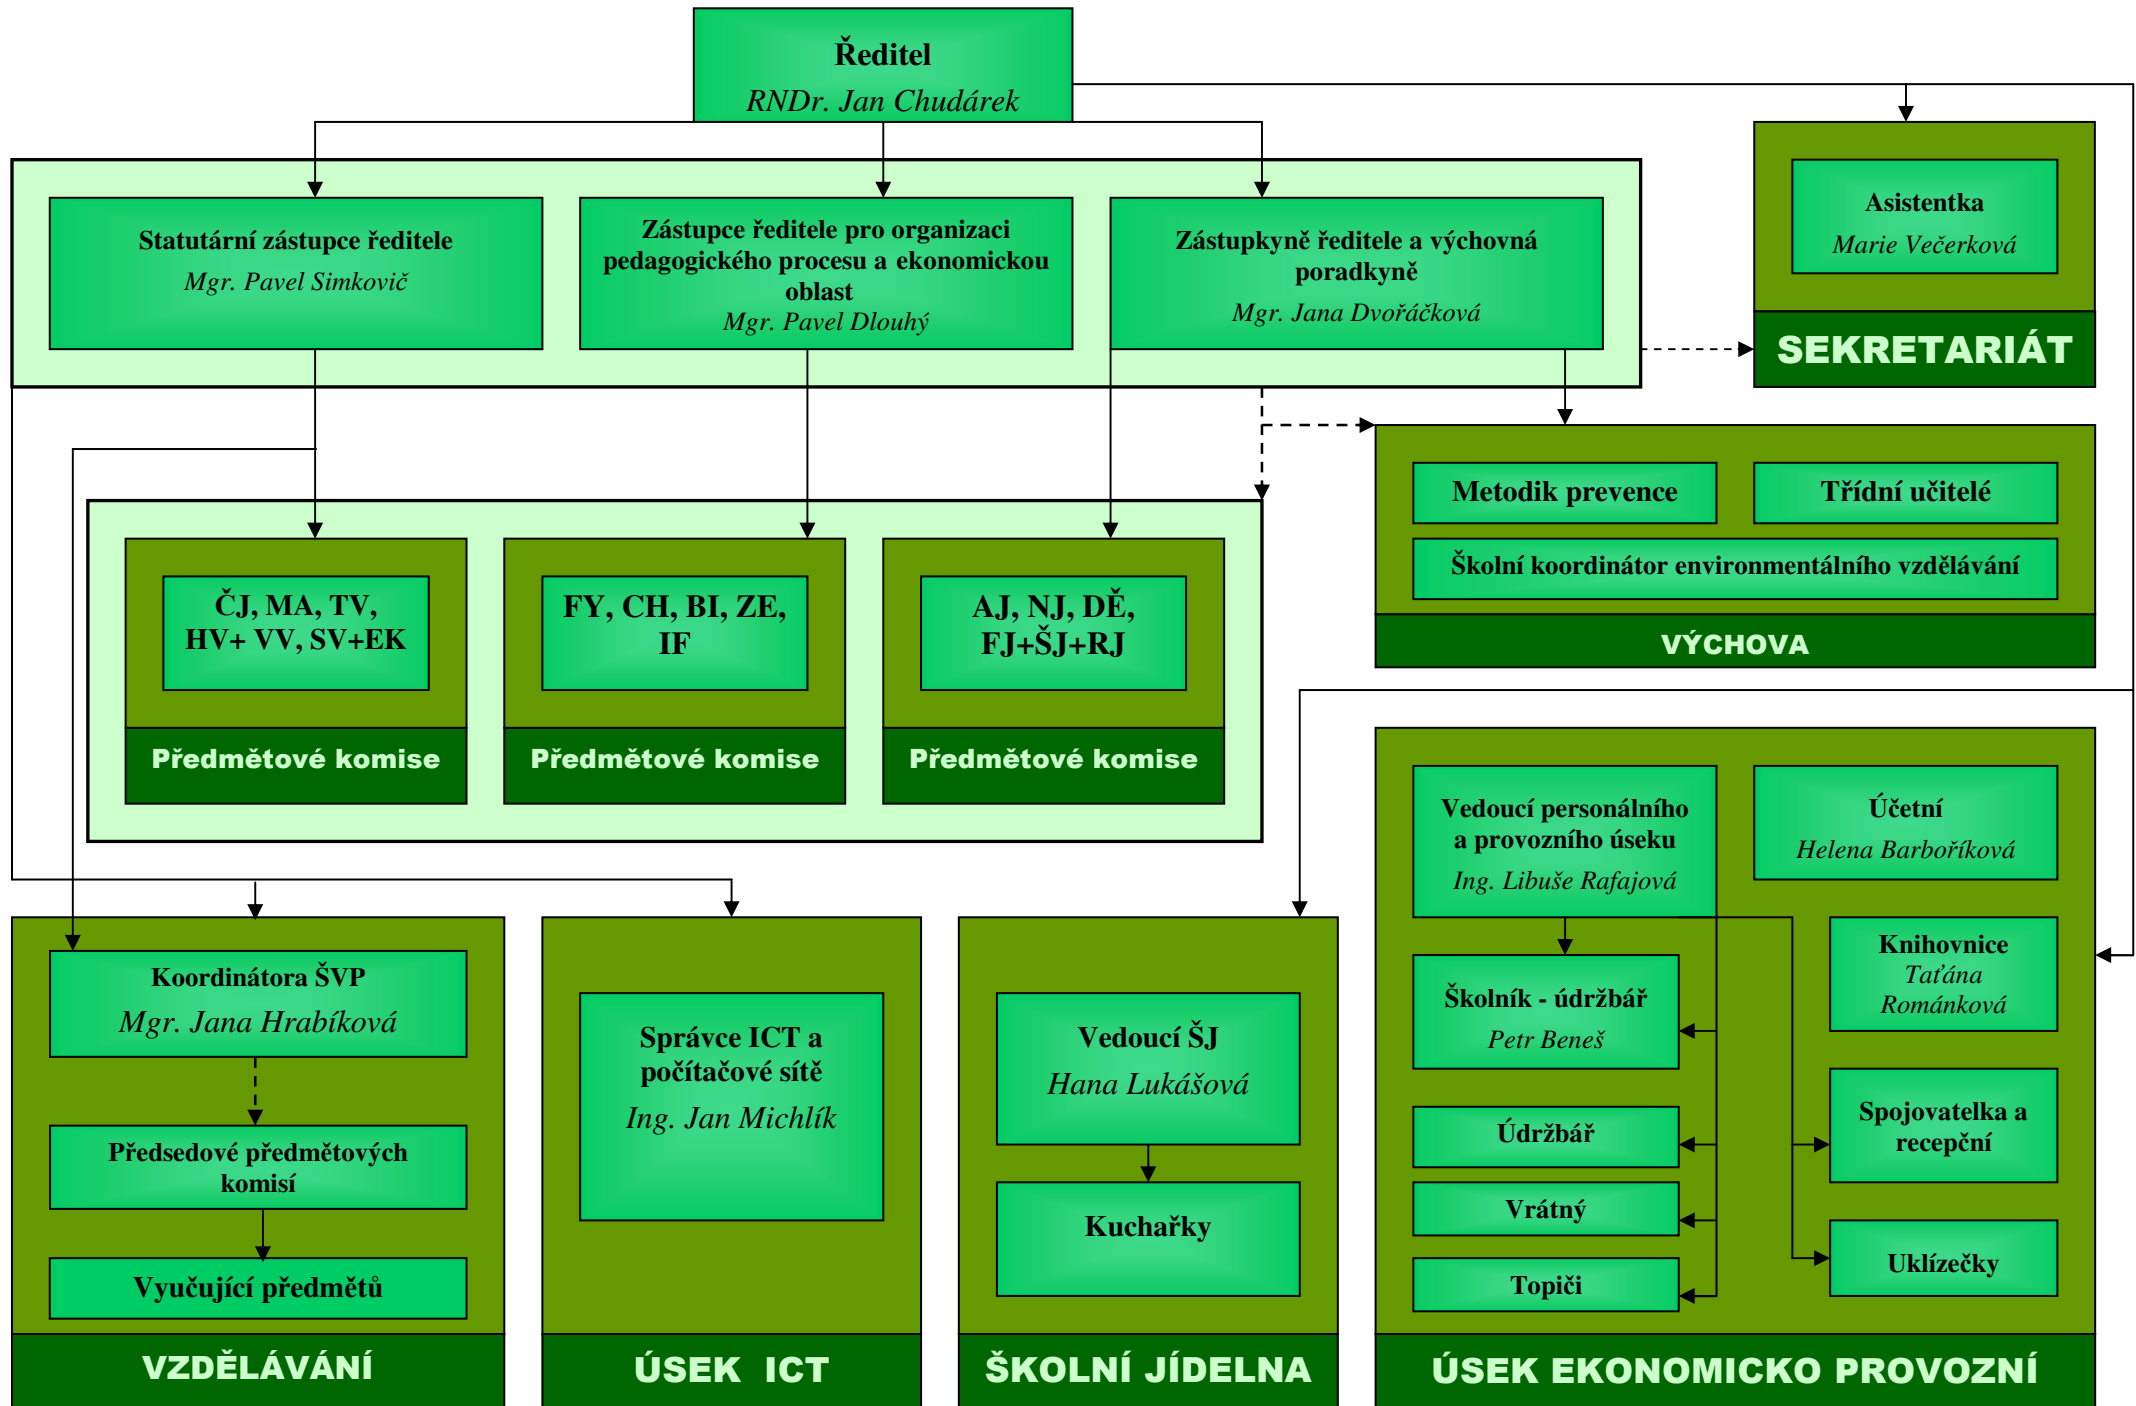 Ředitel
RNDr. Jan Chudárek
Statutární zástupce ředitele
Mgr. Pavel Simkovič
Zástupce ředitele pro organizaci
pedagogického procesu a ekonomickou
oblast
Mgr. Pavel Dlouhý
Zástupkyně ředitele a výchovná
poradkyně
Mgr. Jana Dvořáčková
Asistentka
Marie Večerková
SEKRETARIÁT
Metodik prevence
Třídní učitelé
Školní koordinátor environmentálního vzdělávání
VÝCHOVA
ČJ, MA, TV,
HV+ VV, SV+EK
Předmětové komise
FY, CH, BI, ZE,
IF
Předmětové komise
AJ, NJ, DĚ,
FJ+ŠJ+RJ
Předmětové komise
Koordinátora ŠVP
Mgr. Jana Hrabíková
Předsedové předmětových
komisí
Vyučující předmětů
VZDĚLÁVÁNÍ
Správce ICT a
počítačové sítě
Ing. Jan Michlík
ÚSEK ICT
Vedoucí ŠJ
Hana Lukášová
Kuchařky
ŠKOLNÍ JÍDELNA
Vedoucí personálního
a provozního úseku
Ing. Libuše Rafajová
Účetní
Helena Barboříková
Školník - údržbář
Petr Beneš
Knihovnice
Taťána
Románková
Údržbář
Spojovatelka a
recepční
Vrátný
Topiči
Uklízečky
ÚSEK EKONOMICKO PROVOZNÍ